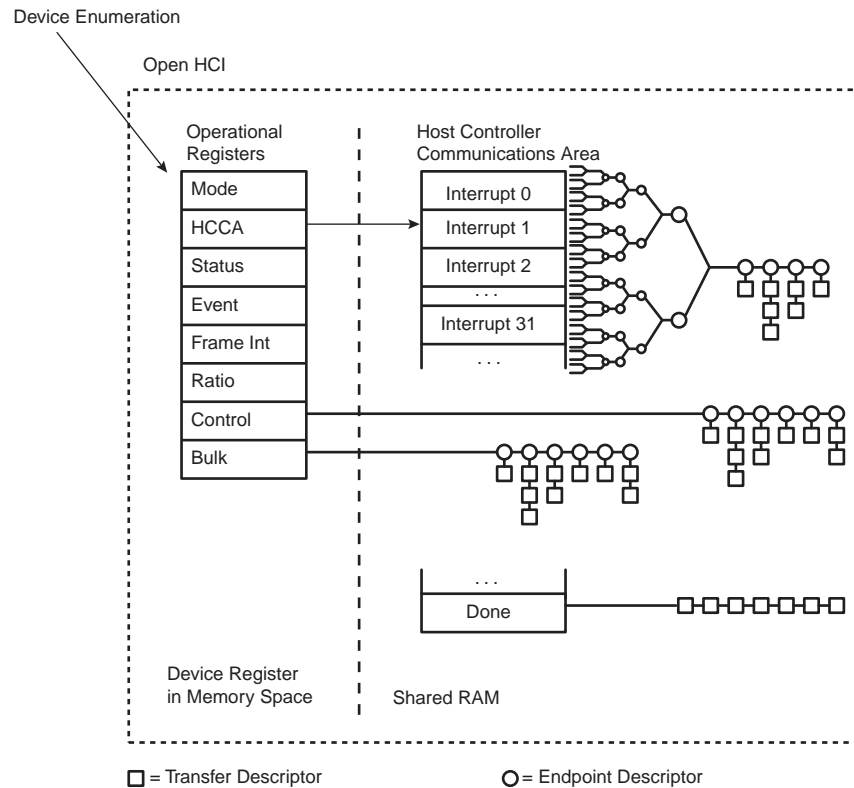 Device Enumeration
Open HCI
Operational
Registers
Mode
HCCA
Status
Event
Frame Int
Ratio
Control
Bulk
Host Controller
Communications Area
Interrupt 0
Interrupt 1
Interrupt 2
. . .
Interrupt 31
. . .
. . .
Done
Device Register
in Memory Space
Shared RAM
= Transfer Descriptor
= Endpoint Descriptor